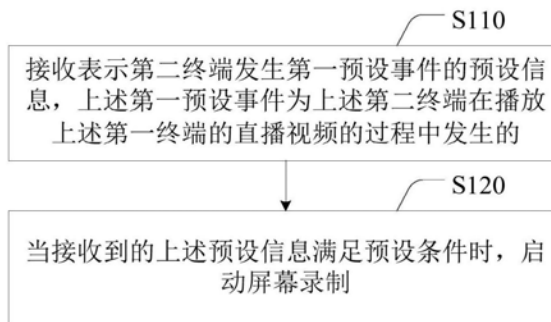 S110
接收表示第二终端发生第一预设事件的预设信
息，上述第一预设事件为上述第二终端在播放
上述第一终端的直播视频的过程中发生的
S120
当接收到的上述预设信息满足预设条件时，启
动屏幕录制